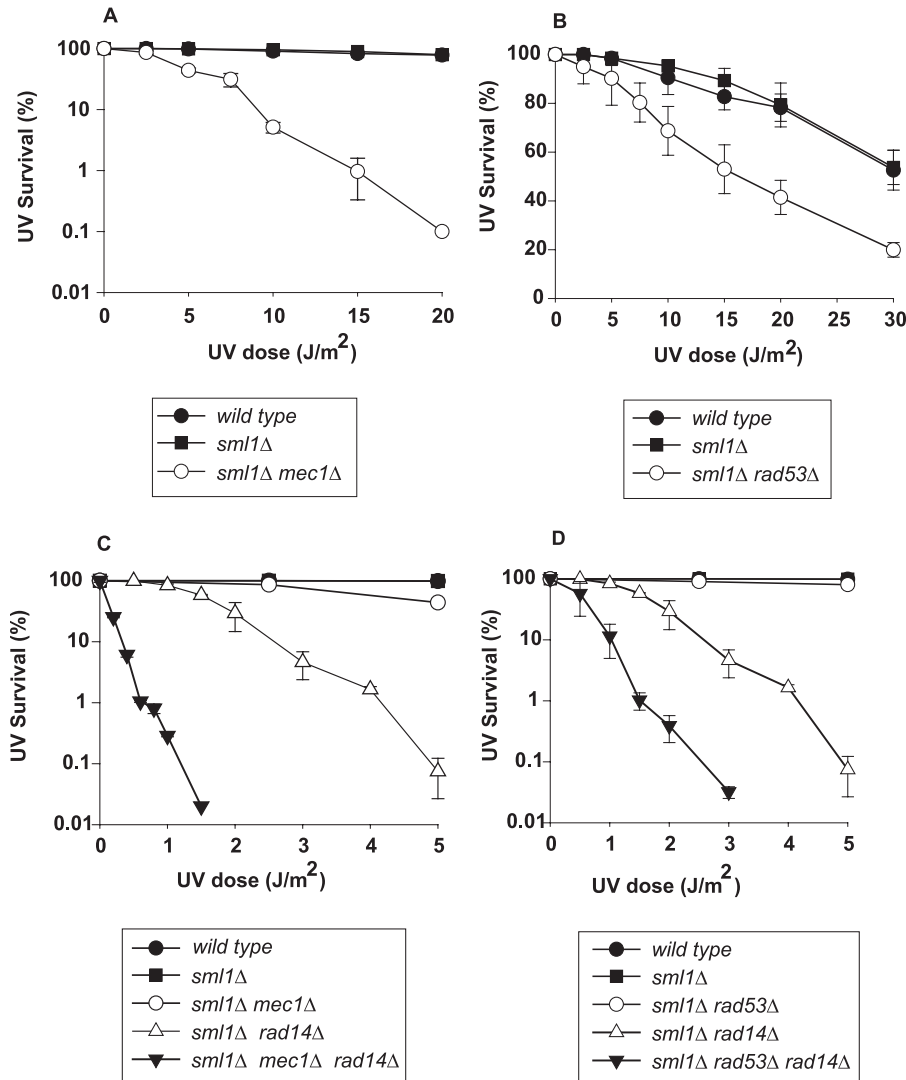 A
UV Survival (%)
100
10
1
0.1
0.01
0 5 10 15 20
UV dose (J/m2)
wild type
sml1Δ
sml1Δ mec1Δ
B
UV Survival (%)
100
80
60
40
20
0
0 5 10 15 20 25 30
UV dose (J/m2)
wild type
sml1Δ
sml1Δ rad53Δ
C
UV Survival (%)
100
10
1
0.1
0.01
0 1 2 3 4 5
UV dose (J/m2)
wild type
sml1Δ
sml1Δ mec1Δ
sml1Δ rad14Δ
sml1Δ mec1Δ rad14Δ
D
UV Survival (%)
100
10
1
0.1
0.01
0 1 2 3 4 5
UV dose (J/m2)
wild type
sml1Δ
sml1Δ rad53Δ
sml1Δ rad14Δ
sml1Δ rad53Δ rad14Δ